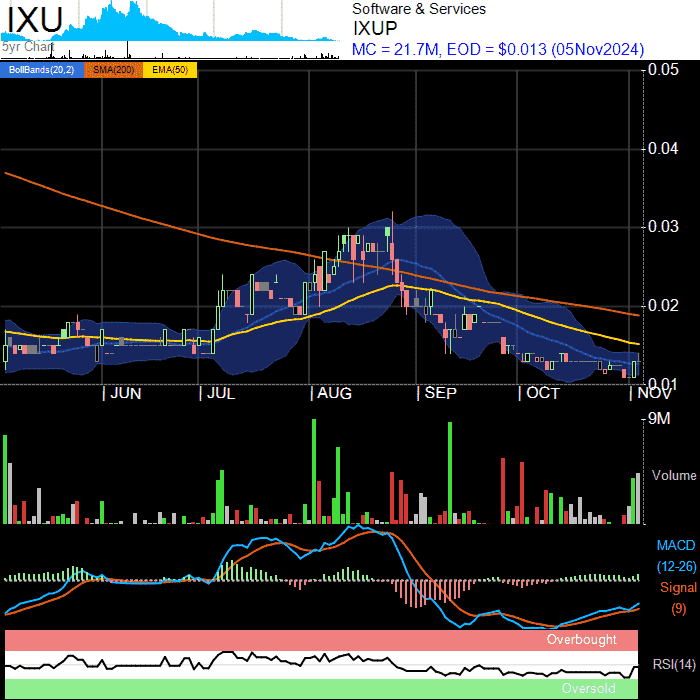 IXU
Software & Services
IXUP
MC = 21.7M, EOD = $0.013 (05Nov2024)
5yr Chart
BollBands(20,2) SMA(200) EMA(50)
0.05
0.04
0.03
0.02
0.01
JUN JUL AUG SEP OCT NOV
9M
Volume
MACD
(12-26)
Signal
(9)
Overbought
RSI(14)
Oversold